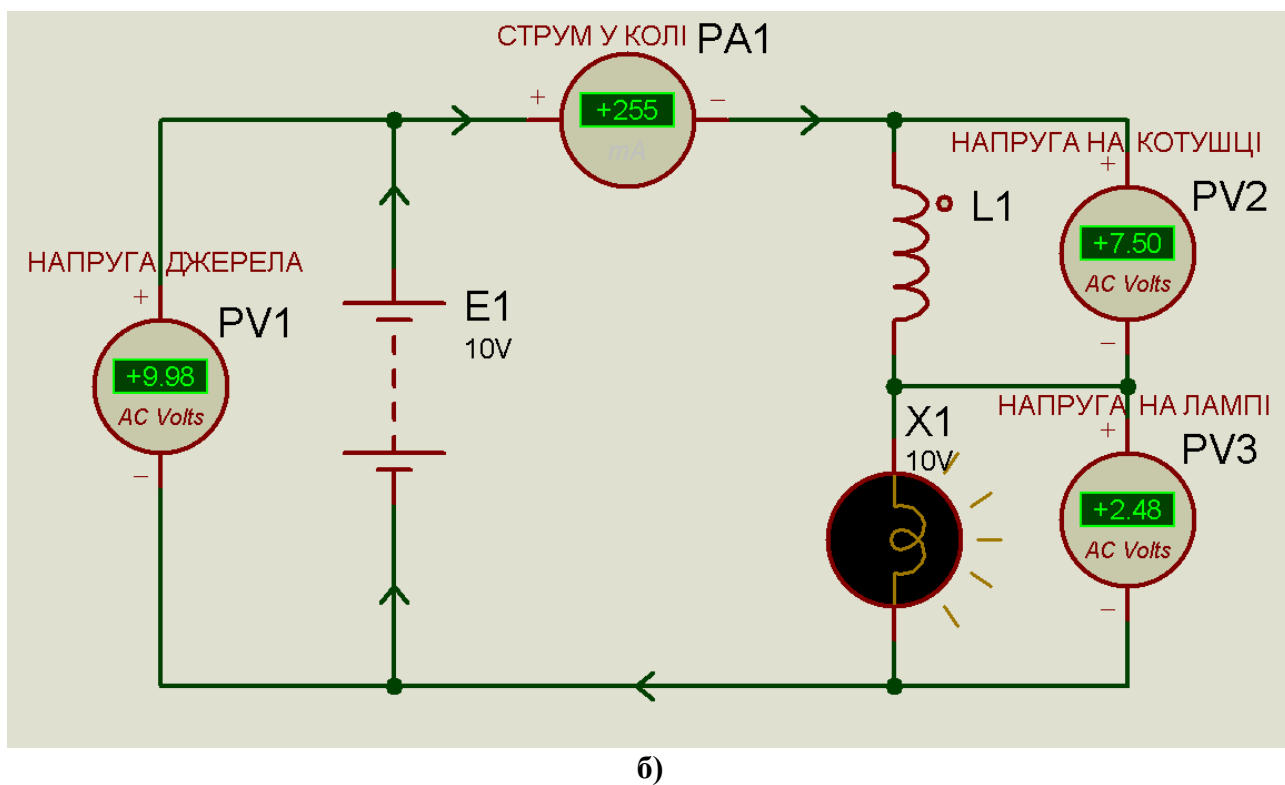 СТРУМ У КОЛІ PA1
+ +255 −
mA
НАПРУГА НА КОТУШЦІ
+
L1
PV2
+7.50
AC Volts
−
НАПРУГА ДЖЕРЕЛА
+
PV1
+9.98
AC Volts
−
E1
10V
НАПРУГА НА ЛАМПІ
+
X1
10V
PV3
+2.48
AC Volts
−
б)